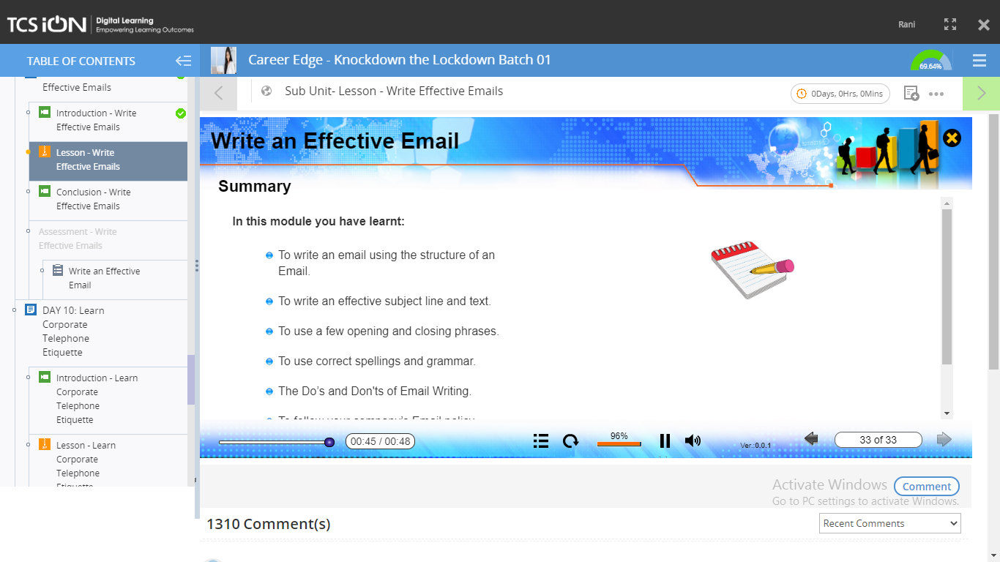 TCS iON
Digital Learning
Empowering Learning Outcomes
Rani
TABLE OF CONTENTS
Career Edge - Knockdown the Lockdown Batch 01
69.64%
Effective Emails
Introduction - Write
Effective Emails
Lesson - Write
Effective Emails
Conclusion - Write
Effective Emails
Assessment - Write
Effective Emails
Write an Effective
Email
DAY 10: Learn
Corporate
Telephone
Etiquette
Introduction - Learn
Corporate
Telephone
Etiquette
Lesson - Learn
Corporate
Telephone
Etiquette
Sub Unit- Lesson - Write Effective Emails
0Days, 0Hrs, 0Mins
Write an Effective Email
Summary
In this module you have learnt:
To write an email using the structure of an
Email.
To write an effective subject line and text.
To use a few opening and closing phrases.
To use correct spellings and grammar.
The Do’s and Don'ts of Email Writing.
To follow your company’s Email policy.
00:45 / 00:48
96%
Ver.:0.0.1
33 of 33
Activate Windows
Go to PC settings to activate Windows.
Comment
1310 Comment(s)
Recent Comments